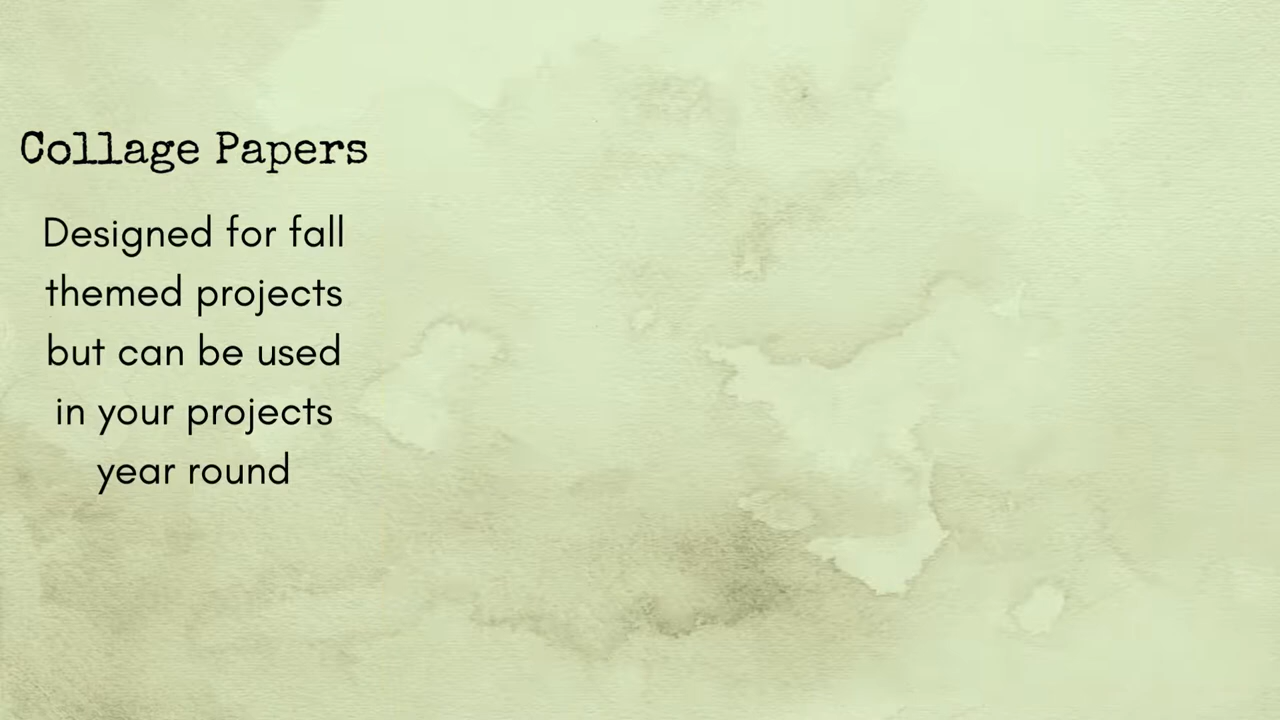 Collage Papers
Designed for fall
themed projects
but can be used
in your projects
year round